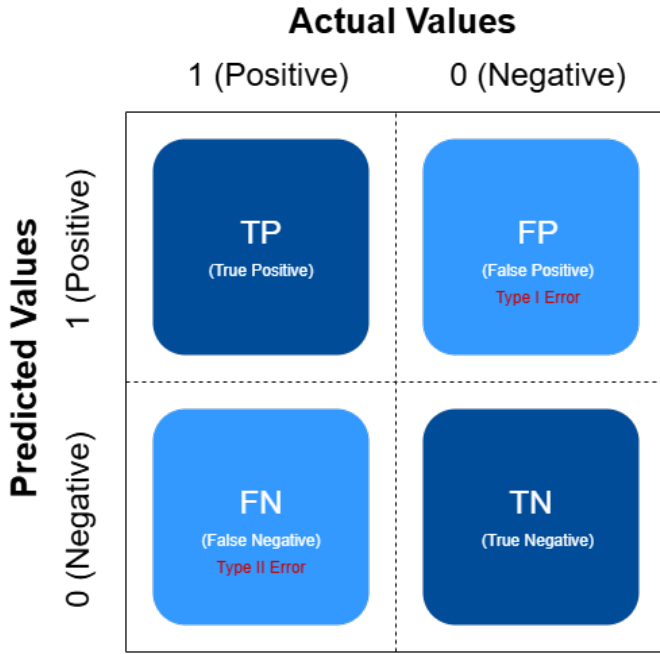 Actual Values
1 (Positive) 0 (Negative)
Predicted Values
1 (Positive)
TP
(True Positive)
FP
(False Positive)
Type I Error
0 (Negative)
FN
(False Negative)
Type II Error
TN
(True Negative)